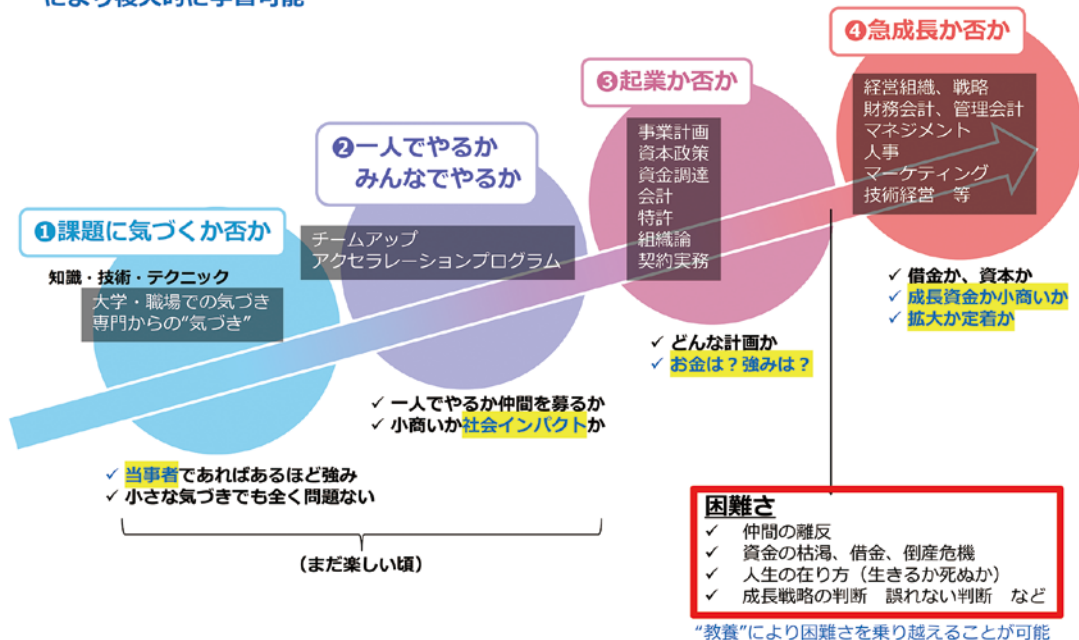 により後天的に学習可能
❹急成長か否か
経営組織、戦略
財務会計、管理会計
マネジメント
人事
マーケティング
技術経営 等
❸起業か否か
事業計画
資本政策
資金調達
会計
特許
組織論
契約実務
❷一人でやるか
みんなでやるか
チームアップ
アクセラレーションプログラム
❶課題に気づくか否か
知識・技術・テクニック
大学・職場での気づき
専門からの“気づき”
✓ 借金か、資本か
✓ 成長資金か小商いか
✓ 拡大か定着か
✓ どんな計画か
✓ お金は？強みは？
✓ 一人でやるか仲間を募るか
✓ 小商いか社会インパクトか
✓ 当事者であればあるほど強み
✓ 小さな気づきでも全く問題ない
（まだ楽しい頃）
困難さ
✓ 仲間の離反
✓ 資金の枯渇、借金、倒産危機
✓ 人生の在り方（生きるか死ぬか）
✓ 成長戦略の判断 誤れない判断 など
“教養”により困難さを乗り越えることが可能